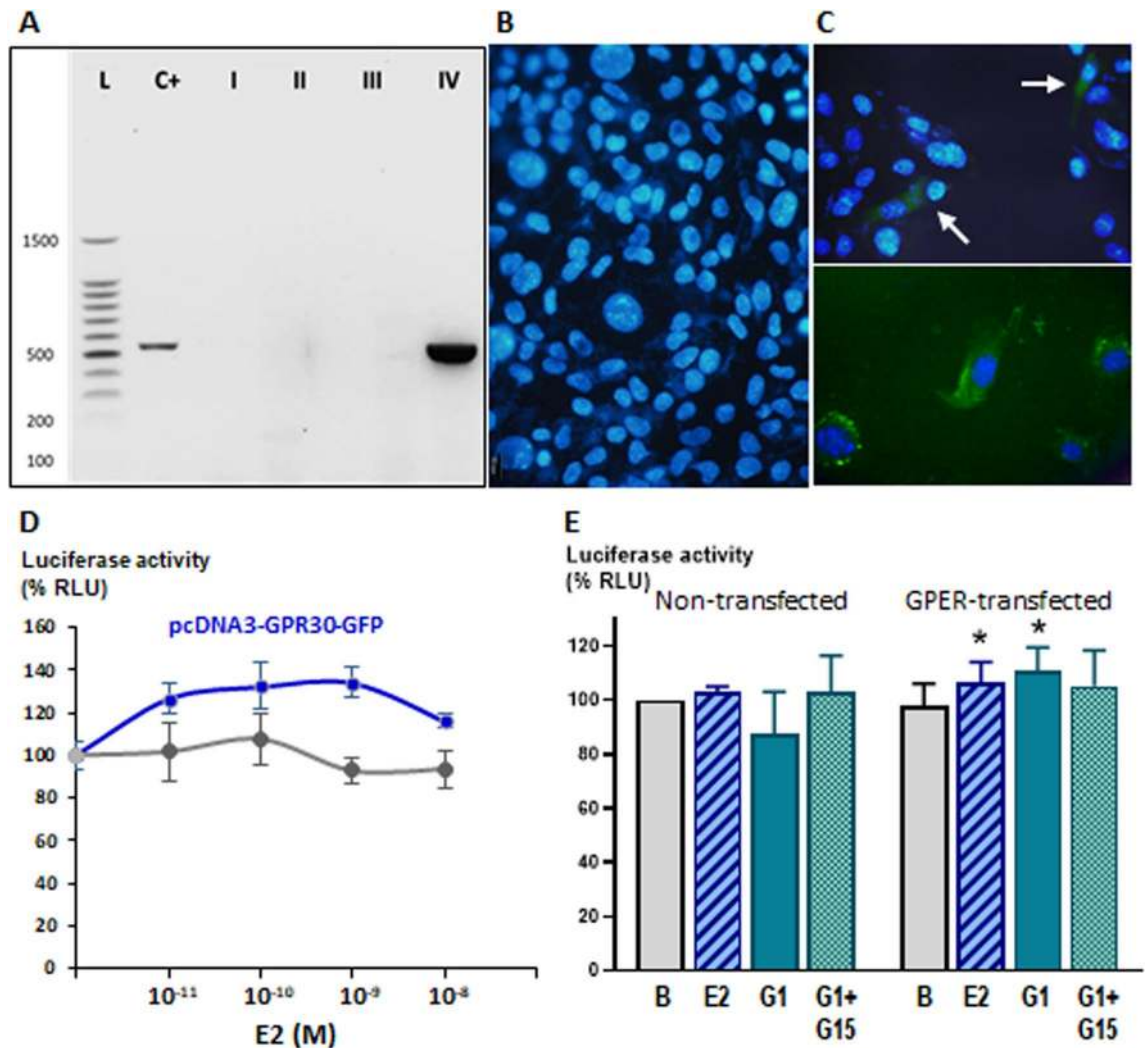 A
L C+ I II III IV
1500
500
200
100
B
C
D
Luciferase activity
(% RLU)
pcDNA3-GPR30-GFP
160
140
120
100
80
60
40
20
0
10⁻¹¹ 10⁻¹⁰ 10⁻⁹ 10⁻⁸
E2 (M)
E
Luciferase activity
(% RLU)
Non-transfected GPER-transfected
* *
120
100
80
60
40
20
0
B E2 G1 G1+ B E2 G1 G1+
G15 G15